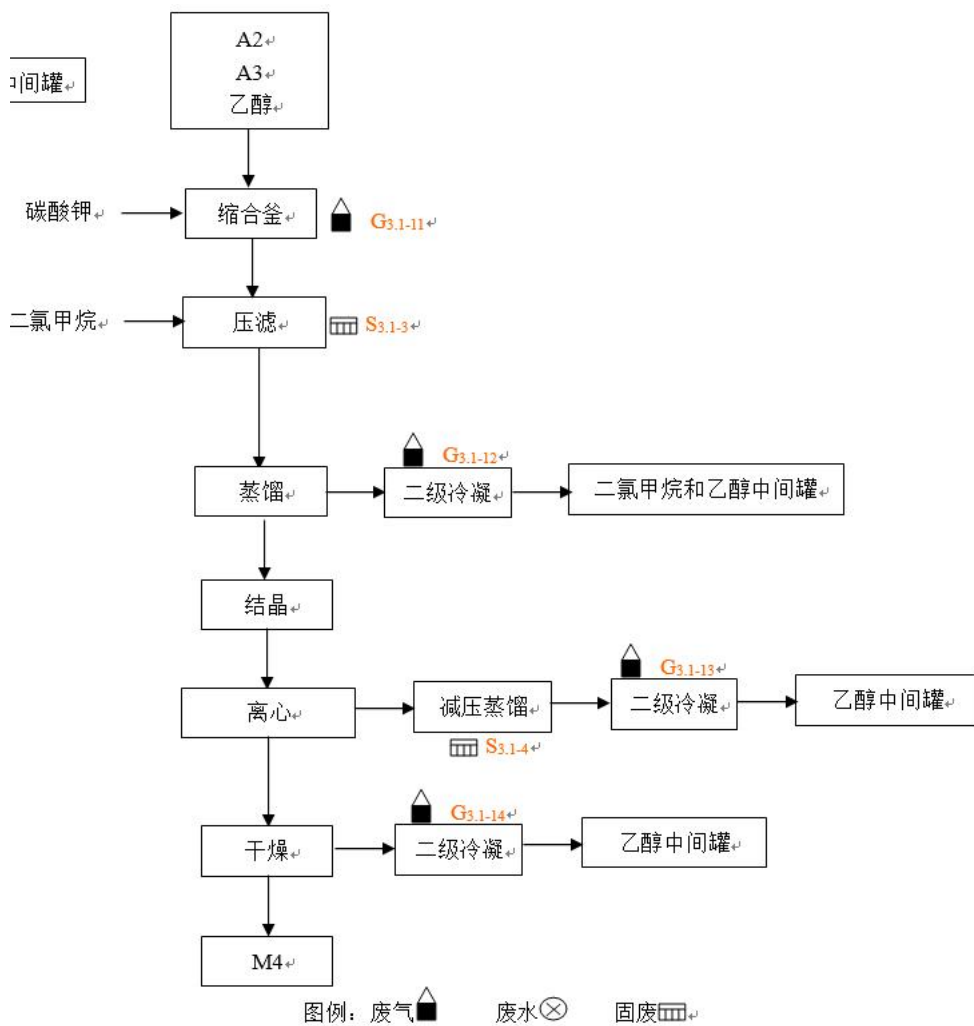 A2
A3
乙醇
中间罐
碳酸钾
缩合釜
G3.1-11
二氯甲烷
压滤
S3.1-3
G3.1-12
蒸馏
二级冷凝
二氯甲烷和乙醇中间罐
结晶
G3.1-13
离心
减压蒸馏
二级冷凝
乙醇中间罐
S3.1-4
G3.1-14
干燥
二级冷凝
乙醇中间罐
M4
图例：废气 废水 固废